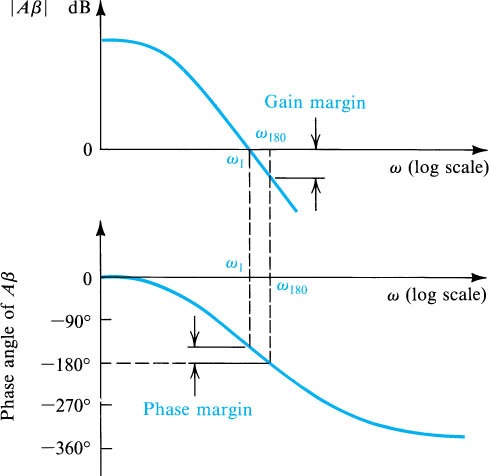 |Aβ| dB
Gain margin
ω₁₈₀
0
ω₁
ω (log scale)
Phase angle of Aβ
0
ω₁
ω₁₈₀
ω (log scale)
−90°
−180°
Phase margin
−270°
−360°